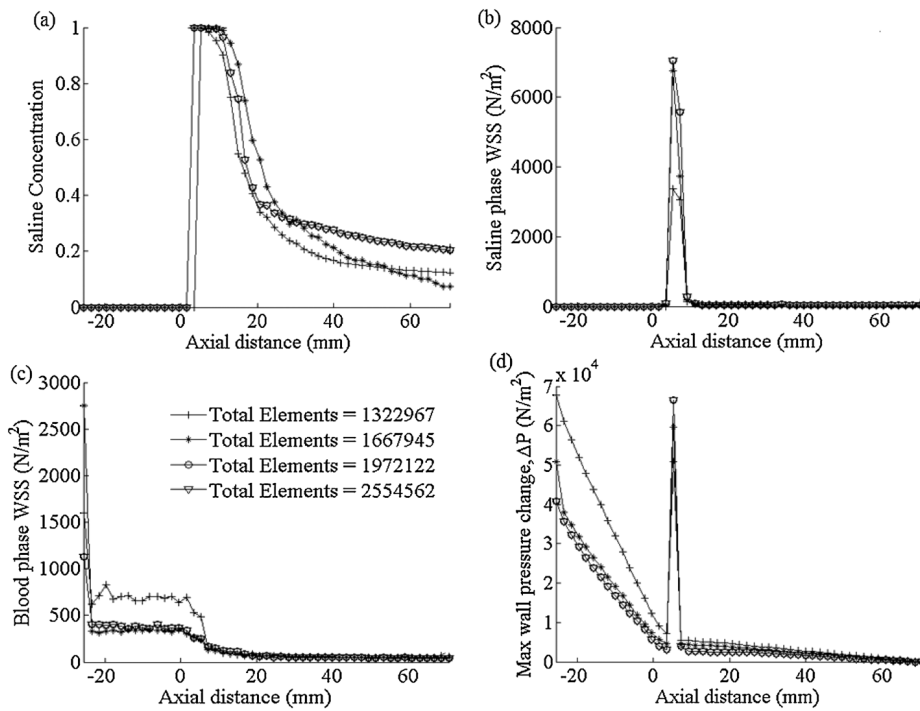 (a)
1
0.8
0.6
0.4
0.2
0
Saline Concentration
-20 0 20 40 60
Axial distance (mm)
(b)
8000
6000
4000
2000
0
Saline phase WSS (N/m²)
-20 0 20 40 60
Axial distance (mm)
(c)
3000
2500
2000
1500
1000
500
0
Blood phase WSS (N/m²)
Total Elements = 1322967
Total Elements = 1667945
Total Elements = 1972122
Total Elements = 2554562
-20 0 20 40 60
Axial distance (mm)
(d)
7 x 10⁴
6
5
4
3
2
1
0
Max wall pressure change, ΔP (N/m²)
-20 0 20 40 60
Axial distance (mm)